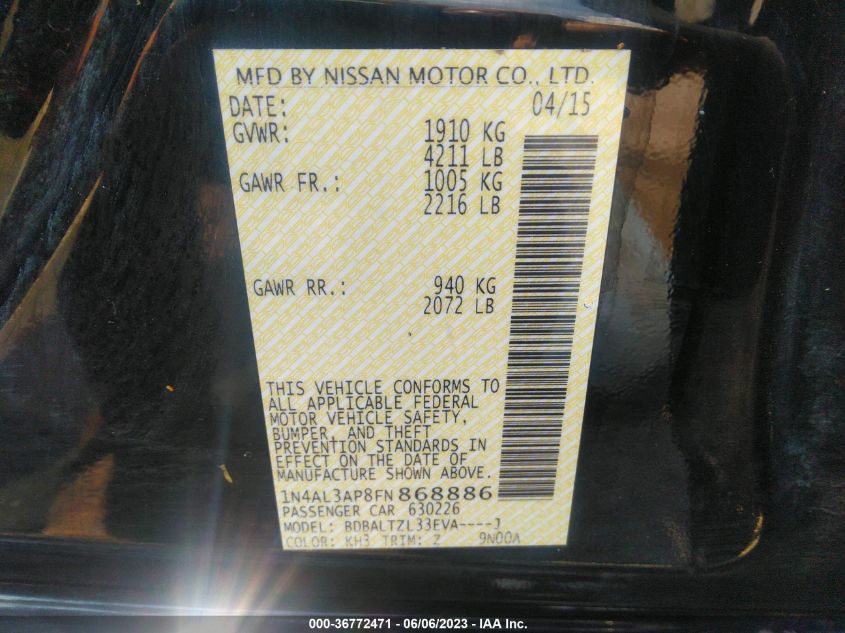 MFD BY NISSAN MOTOR CO., LTD.
DATE: 04/15
GVWR: 1910 KG
4211 LB
GAWR FR.: 1005 KG
2216 LB
GAWR RR.: 940 KG
2072 LB
THIS VEHICLE CONFORMS TO
ALL APPLICABLE FEDERAL
MOTOR VEHICLE SAFETY,
BUMPER, AND THEFT
PREVENTION STANDARDS IN
EFFECT ON THE DATE OF
MANUFACTURE SHOWN ABOVE.
1N4AL3AP8FN868886
PASSENGER CAR 630226
MODEL: BDBALTZL33EVA----J
COLOR: KH3 TRIM: Z 9N00A
000-36772471 - 06/06/2023 - IAA Inc.